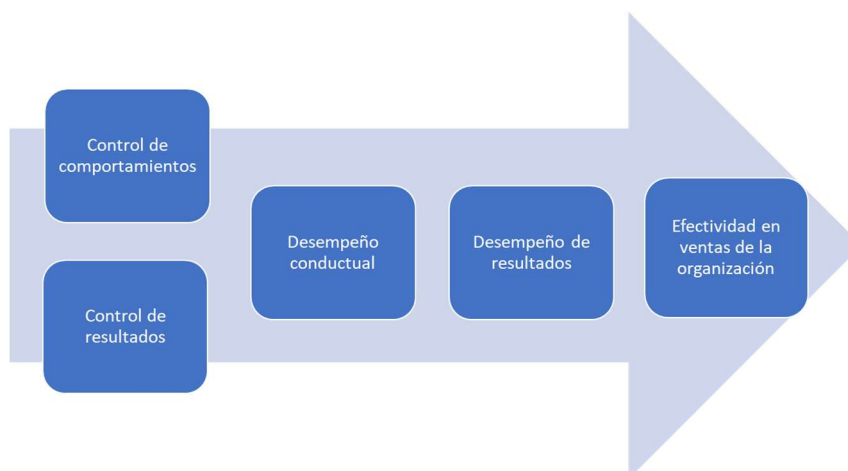 Control de
comportamientos
Control de
resultados
Desempeño
conductual
Desempeño de
resultados
Efectividad en
ventas de la
organización